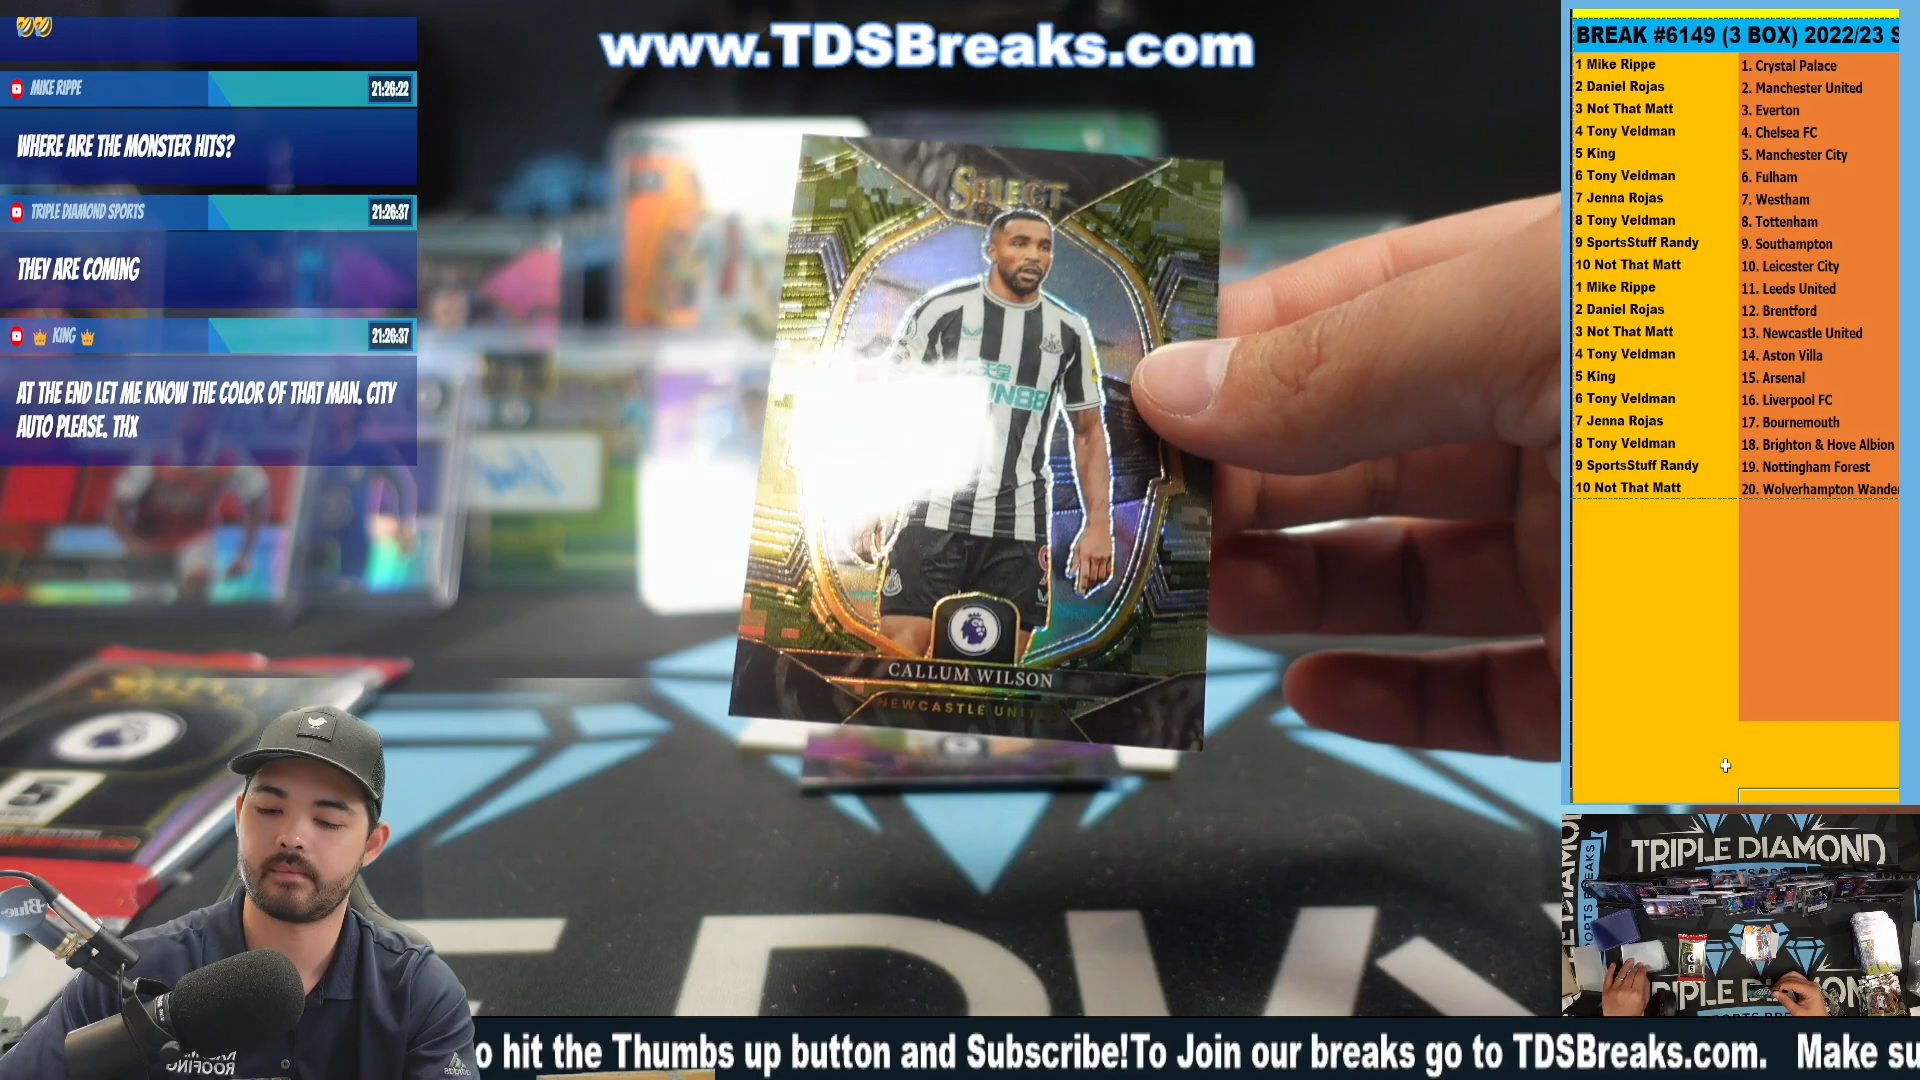 www.TDSBreaks.com
MIKE RIPPE
21:26:22
WHERE ARE THE MONSTER HITS?
TRIPLE DIAMOND SPORTS
21:26:37
THEY ARE COMING
KING
21:26:37
AT THE END LET ME KNOW THE COLOR OF THAT MAN. CITY
AUTO PLEASE. THX
SELECT
CALLUM WILSON
NEWCASTLE UNI
5
Blue
ROOFING
adidas
BREAK #6149 (3 BOX) 2022/23 S
1 Mike Rippe 1. Crystal Palace
2 Daniel Rojas 2. Manchester United
3 Not That Matt 3. Everton
4 Tony Veldman 4. Chelsea FC
5 King 5. Manchester City
6 Tony Veldman 6. Fulham
7 Jenna Rojas 7. Westham
8 Tony Veldman 8. Tottenham
9 SportsStuff Randy 9. Southampton
10 Not That Matt 10. Leicester City
1 Mike Rippe 11. Leeds United
2 Daniel Rojas 12. Brentford
3 Not That Matt 13. Newcastle United
4 Tony Veldman 14. Aston Villa
5 King 15. Arsenal
6 Tony Veldman 16. Liverpool FC
7 Jenna Rojas 17. Bournemouth
8 Tony Veldman 18. Brighton & Hove Albion
9 SportsStuff Randy 19. Nottingham Forest
10 Not That Matt 20. Wolverhampton Wande
TRIPLE DIAMOND
o hit the Thumbs up button and Subscribe!To Join our breaks go to TDSBreaks.com. Make su